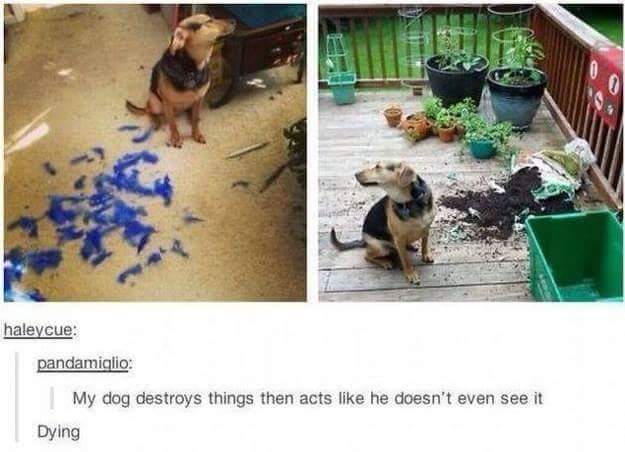 haleycue:
pandamiglio:
My dog destroys things then acts like he doesn't even see it
Dying